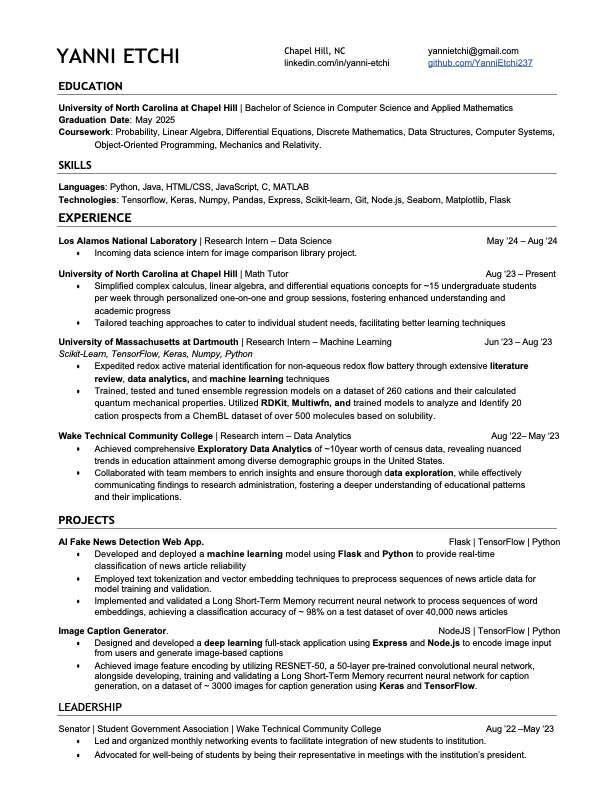 YANNI ETCHI
Chapel Hill, NC
linkedin.com/in/yanni-etchi
yannietchi@gmail.com
github.com/YanniEtchi237
EDUCATION
University of North Carolina at Chapel Hill | Bachelor of Science in Computer Science and Applied Mathematics
Graduation Date: May 2025
Coursework: Probability, Linear Algebra, Differential Equations, Discrete Mathematics, Data Structures, Computer Systems,
Object-Oriented Programming, Mechanics and Relativity.
SKILLS
Languages: Python, Java, HTML/CSS, JavaScript, C, MATLAB
Technologies: Tensorflow, Keras, Numpy, Pandas, Express, Scikit-learn, Git, Node.js, Seaborn, Matplotlib, Flask
EXPERIENCE
Los Alamos National Laboratory | Research Intern – Data Science May '24 – Aug '24
• Incoming data science intern for image comparison library project.
University of North Carolina at Chapel Hill | Math Tutor Aug '23 – Present
• Simplified complex calculus, linear algebra, and differential equations concepts for ~15 undergraduate students
per week through personalized one-on-one and group sessions, fostering enhanced understanding and
academic progress
• Tailored teaching approaches to cater to individual student needs, facilitating better learning techniques
University of Massachusetts at Dartmouth | Research Intern – Machine Learning Jun '23 – Aug '23
Scikit-Learn, TensorFlow, Keras, Numpy, Python
• Expedited redox active material identification for non-aqueous redox flow battery through extensive literature
review, data analytics, and machine learning techniques
• Trained, tested and tuned ensemble regression models on a dataset of 260 cations and their calculated
quantum mechanical properties. Utilized RDKit, Multiwfn, and trained models to analyze and Identify 20
cation prospects from a ChemBL dataset of over 500 molecules based on solubility.
Wake Technical Community College | Research intern – Data Analytics Aug '22– May '23
• Achieved comprehensive Exploratory Data Analytics of ~10year worth of census data, revealing nuanced
trends in education attainment among diverse demographic groups in the United States.
• Collaborated with team members to enrich insights and ensure thorough data exploration, while effectively
communicating findings to research administration, fostering a deeper understanding of educational patterns
and their implications.
PROJECTS
AI Fake News Detection Web App. Flask | TensorFlow | Python
• Developed and deployed a machine learning model using Flask and Python to provide real-time
classification of news article reliability
• Employed text tokenization and vector embedding techniques to preprocess sequences of news article data for
model training and validation.
• Implemented and validated a Long Short-Term Memory recurrent neural network to process sequences of word
embeddings, achieving a classification accuracy of ~ 98% on a test dataset of over 40,000 news articles
Image Caption Generator. NodeJS | TensorFlow | Python
• Designed and developed a deep learning full-stack application using Express and Node.js to encode image input
from users and generate image-based captions
• Achieved image feature encoding by utilizing RESNET-50, a 50-layer pre-trained convolutional neural network,
alongside developing, training and validating a Long Short-Term Memory recurrent neural network for caption
generation, on a dataset of ~ 3000 images for caption generation using Keras and TensorFlow.
LEADERSHIP
Senator | Student Government Association | Wake Technical Community College Aug '22 –May '23
• Led and organized monthly networking events to facilitate integration of new students to institution.
• Advocated for well-being of students by being their representative in meetings with the institution's president.